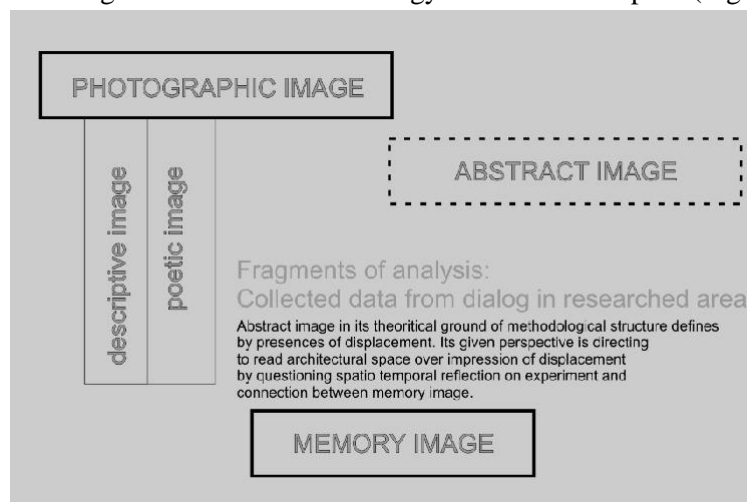 gy
PHOTOGRAPHIC IMAGE
ABSTRACT IMAGE
descriptive image
poetic image
Fragments of analysis:
Collected data from dialog in researched area
Abstract image in its theoritical ground of methodological structure defines
by presences of displacement. Its given perspective is directing
to read architectural space over impression of displacement
by questioning spatio temporal reflection on experiment and
connection between memory image.
MEMORY IMAGE